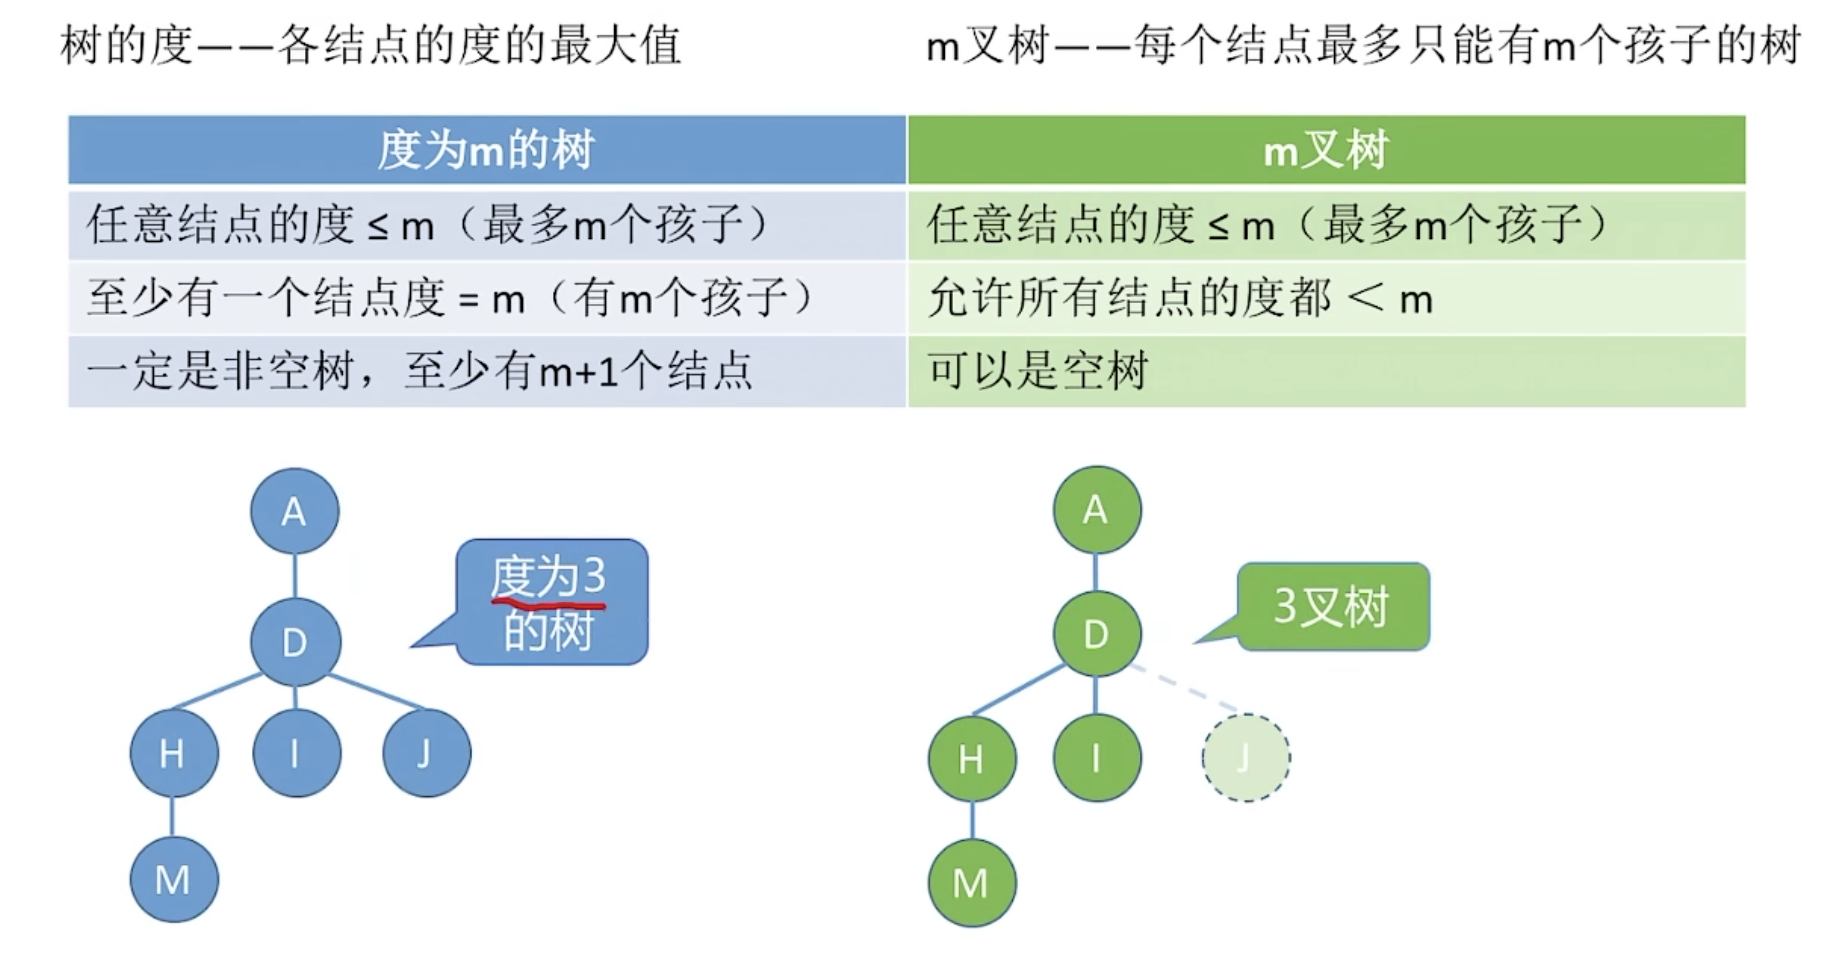 树的度——各结点的度的最大值
m叉树——每个结点最多只能有m个孩子的树
度为m的树
m叉树
任意结点的度 ≤ m（最多m个孩子）
任意结点的度 ≤ m（最多m个孩子）
至少有一个结点度 = m（有m个孩子）
允许所有结点的度都 < m
一定是非空树，至少有m+1个结点
可以是空树
A
D
H I J
M
度为3
的树
A
D
H I J
M
3叉树